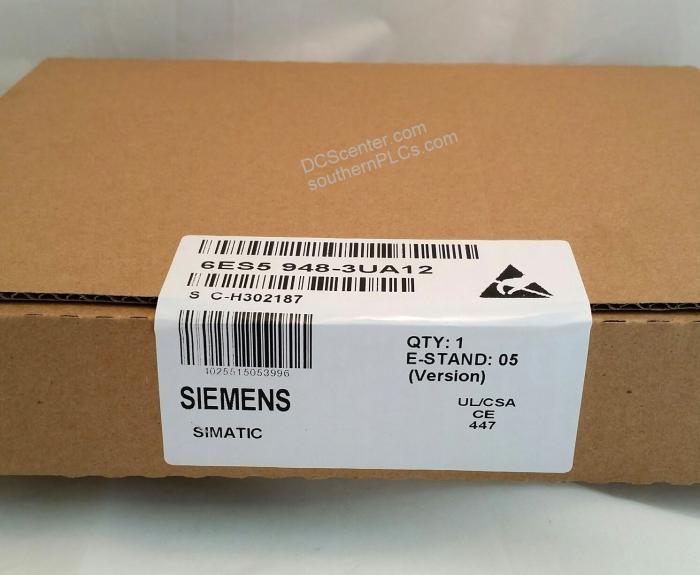 DCScenter.com
southernPLCs.com
6ES5 948-3UA12
S C-H302187
4025515053996
QTY: 1
E-STAND: 05
(Version)
SIEMENS
SIMATIC
UL/CSA
CE
447